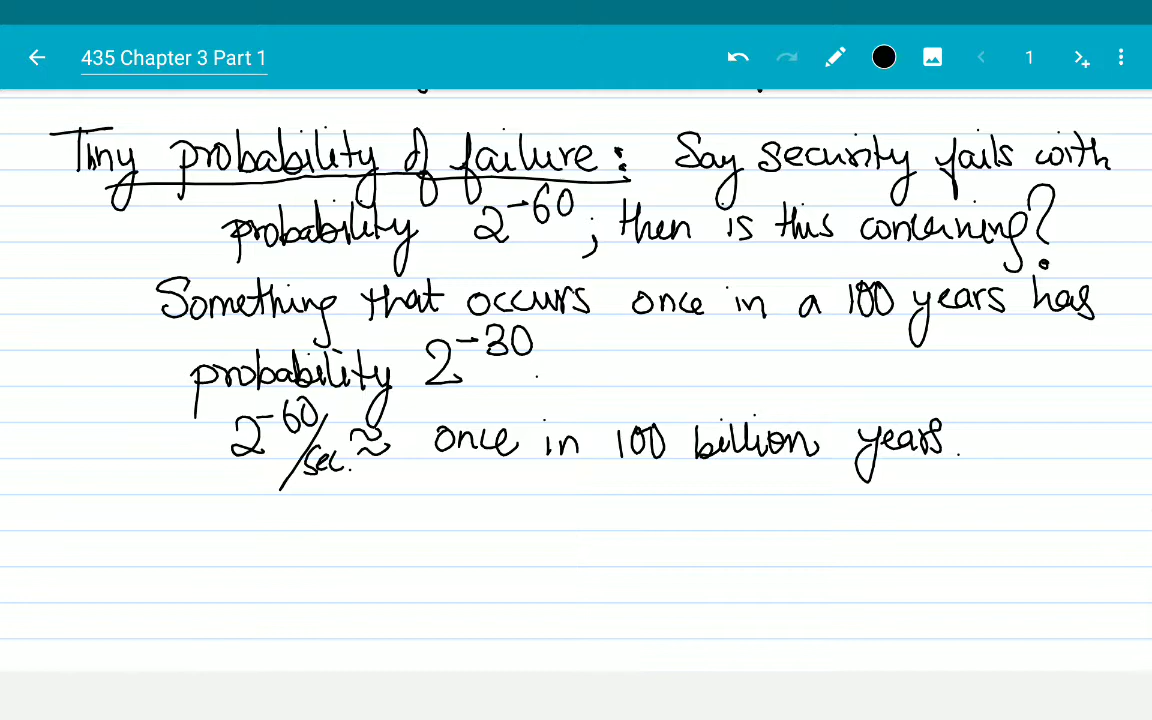 435 Chapter 3 Part 1
1
Tiny probability of failure: Say security fails with
probability 2^-60; then is this concerning?
Something that occurs once in a 100 years has
probability 2^-30.
2^-60/sec. ≈ once in 100 billion years.